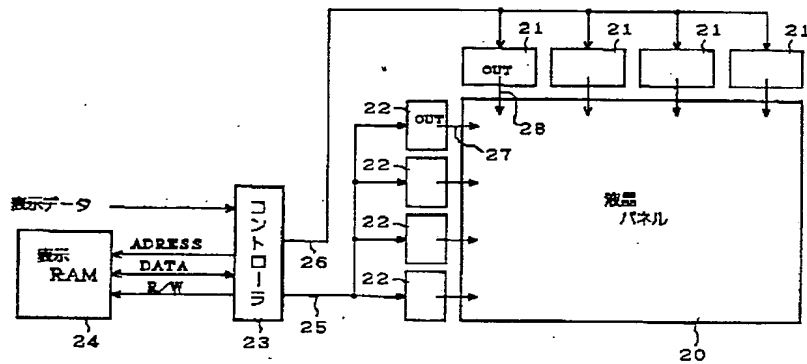 21
21
21
21
OUT
28
22
OUT
27
22
22
22
液晶
パネル
表示データ
コントローラ
表示
RAM
ADRESS
DATA
R/W
26
25
24
23
20